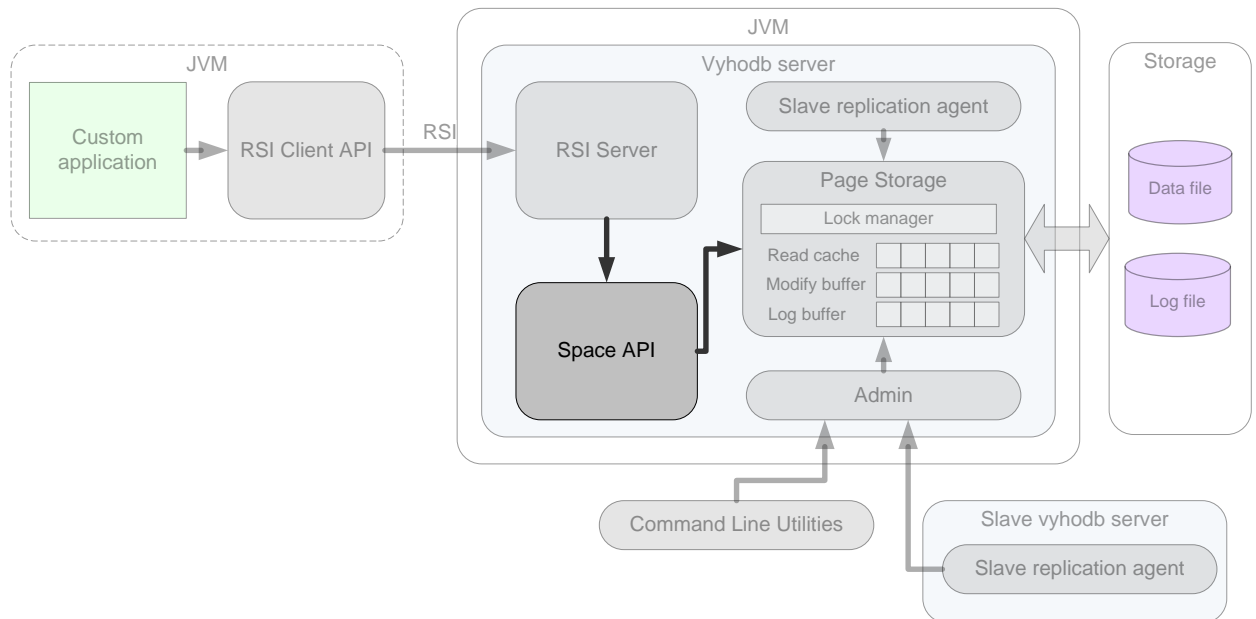 JVM
Custom
application
RSI Client API
RSI
JVM
Vyhodb server
RSI Server
Space API
Slave replication agent
Page Storage
Lock manager
Read cache
Modify buffer
Log buffer
Admin
Storage
Data file
Log file
Command Line Utilities
Slave vyhodb server
Slave replication agent